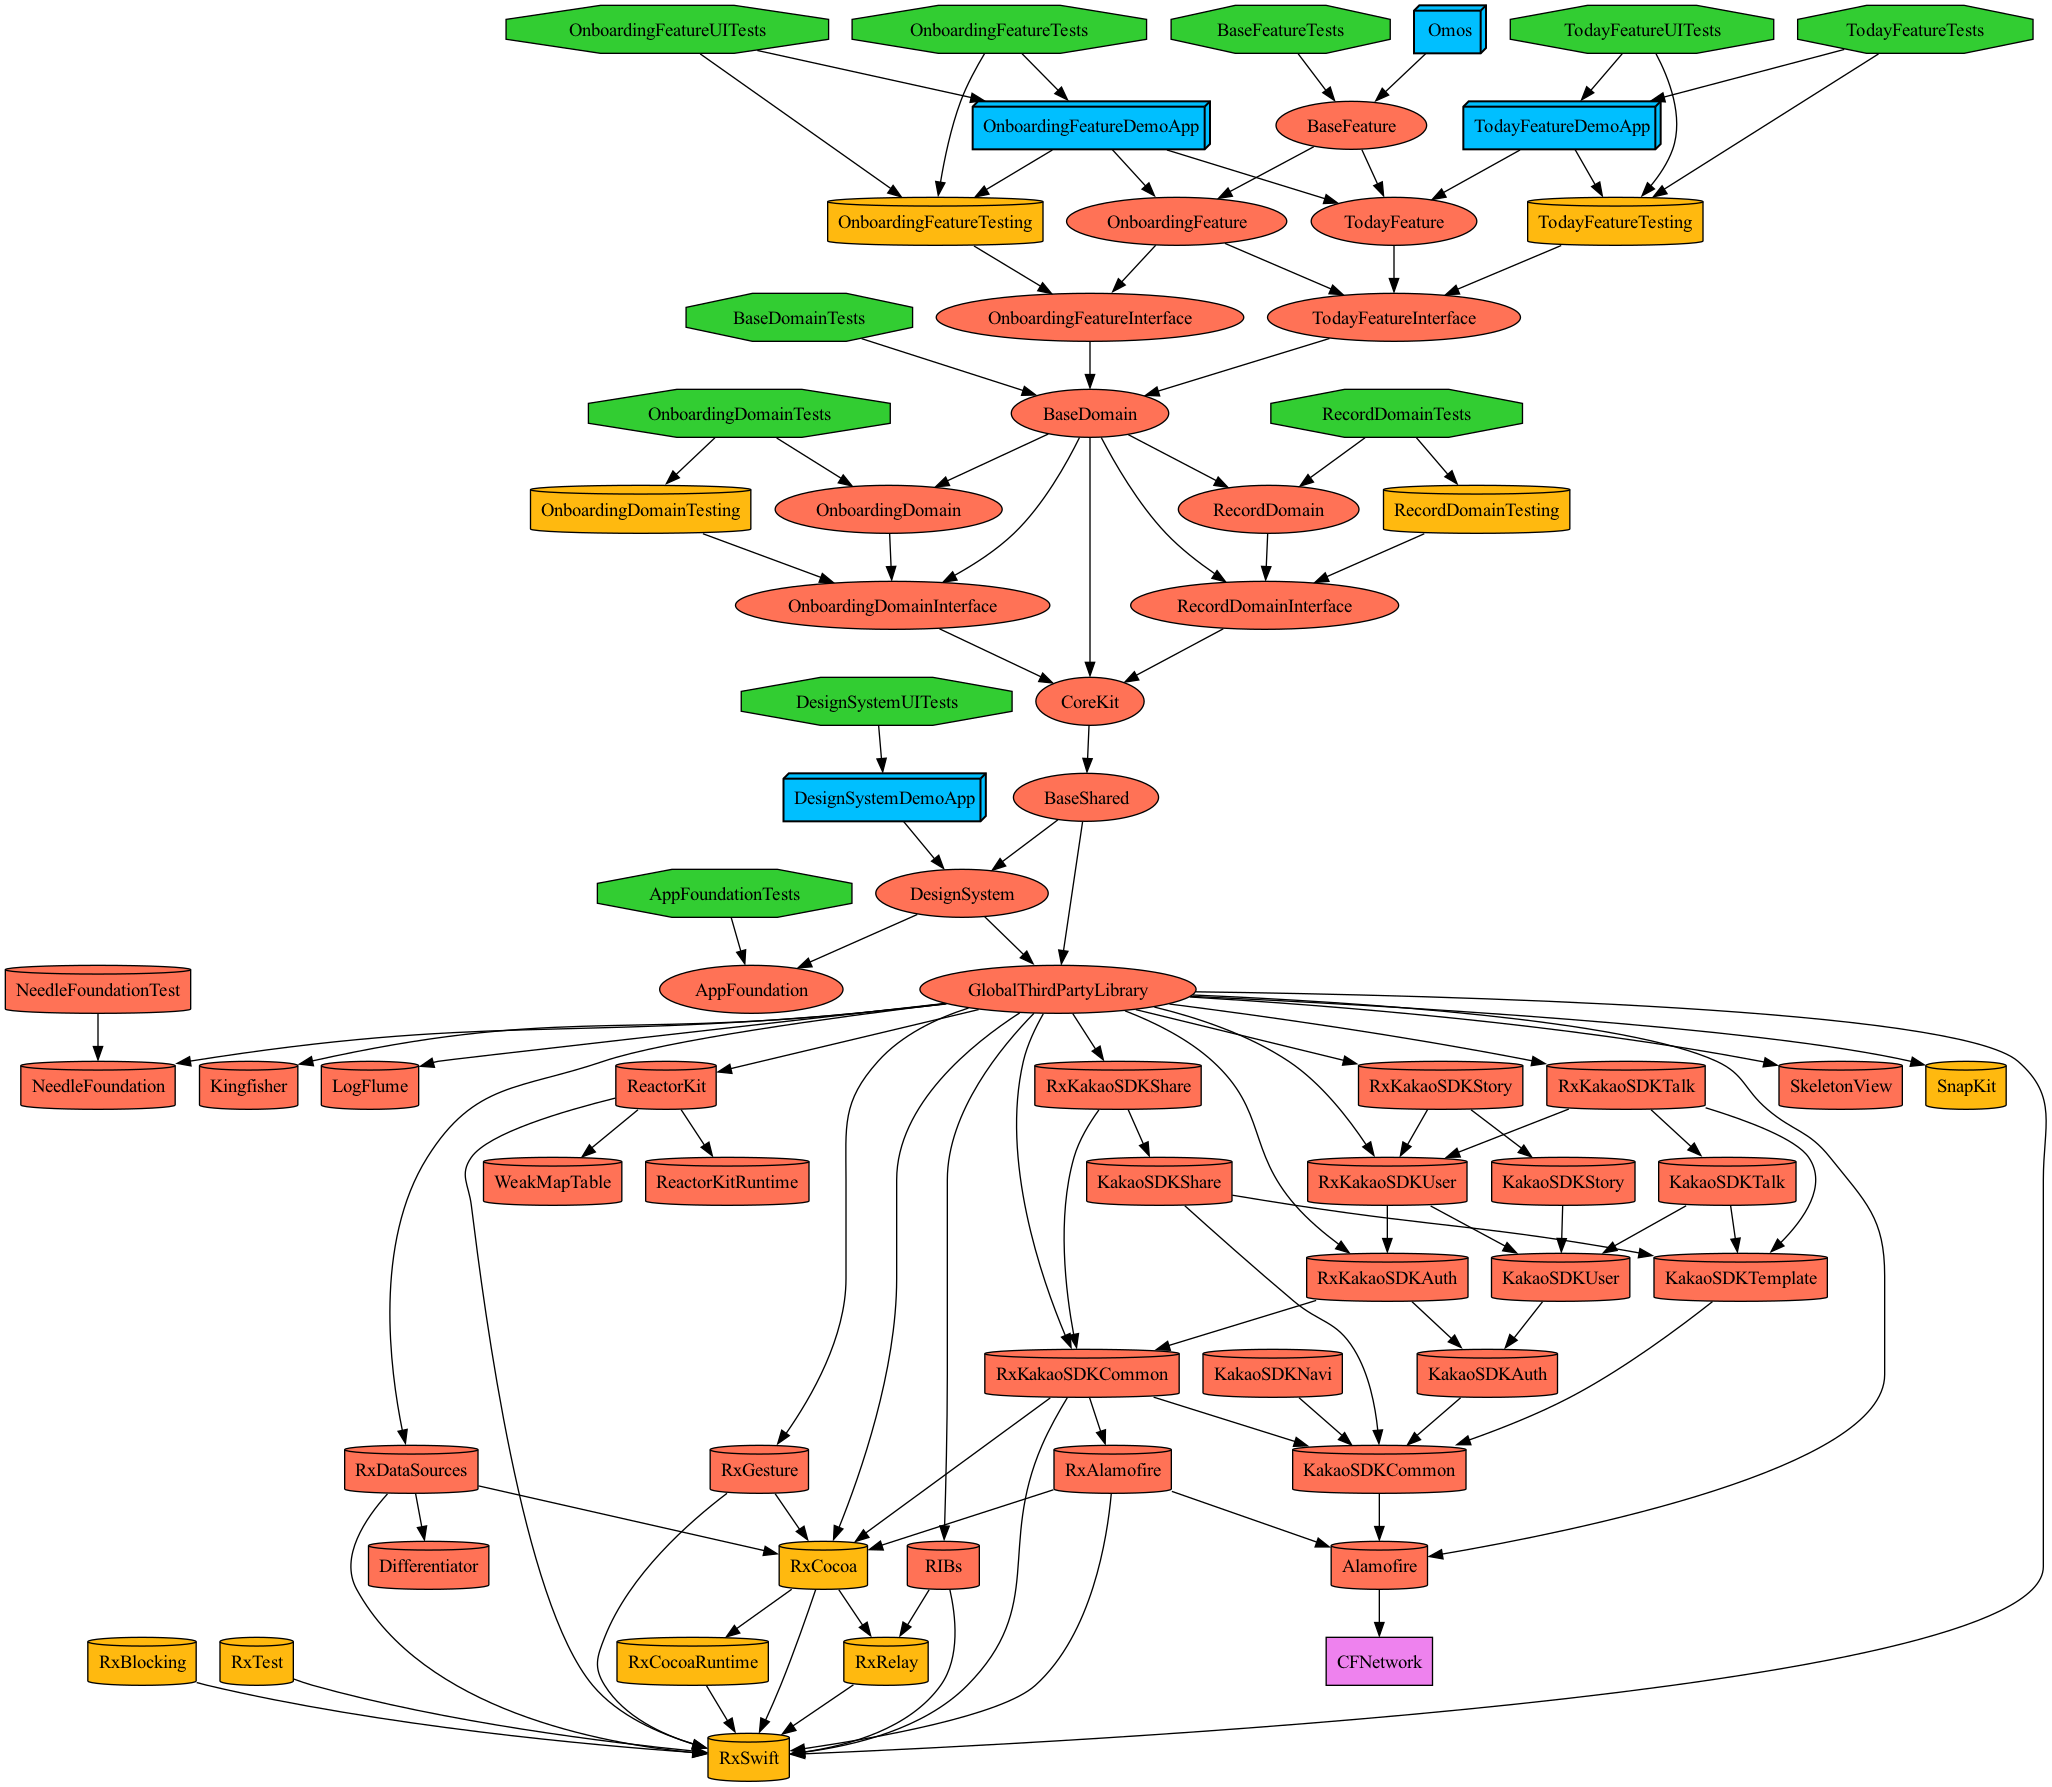 OnboardingFeatureUITests
OnboardingFeatureTests
BaseFeatureTests
Omos
TodayFeatureUITests
TodayFeatureTests
OnboardingFeatureDemoApp
BaseFeature
TodayFeatureDemoApp
OnboardingFeatureTesting
OnboardingFeature
TodayFeature
TodayFeatureTesting
BaseDomainTests
OnboardingFeatureInterface
TodayFeatureInterface
OnboardingDomainTests
BaseDomain
RecordDomainTests
OnboardingDomainTesting
OnboardingDomain
RecordDomain
RecordDomainTesting
OnboardingDomainInterface
RecordDomainInterface
DesignSystemUITests
CoreKit
DesignSystemDemoApp
BaseShared
AppFoundationTests
DesignSystem
NeedleFoundationTest
AppFoundation
GlobalThirdPartyLibrary
NeedleFoundation
Kingfisher
LogFlume
ReactorKit
RxKakaoSDKShare
RxKakaoSDKStory
RxKakaoSDKTalk
SkeletonView
SnapKit
WeakMapTable
ReactorKitRuntime
KakaoSDKShare
RxKakaoSDKUser
KakaoSDKStory
KakaoSDKTalk
RxKakaoSDKAuth
KakaoSDKUser
KakaoSDKTemplate
RxKakaoSDKCommon
KakaoSDKNavi
KakaoSDKAuth
RxDataSources
RxGesture
RxAlamofire
KakaoSDKCommon
Differentiator
RxCocoa
RIBs
Alamofire
RxBlocking
RxTest
RxCocoaRuntime
RxRelay
CFNetwork
RxSwift